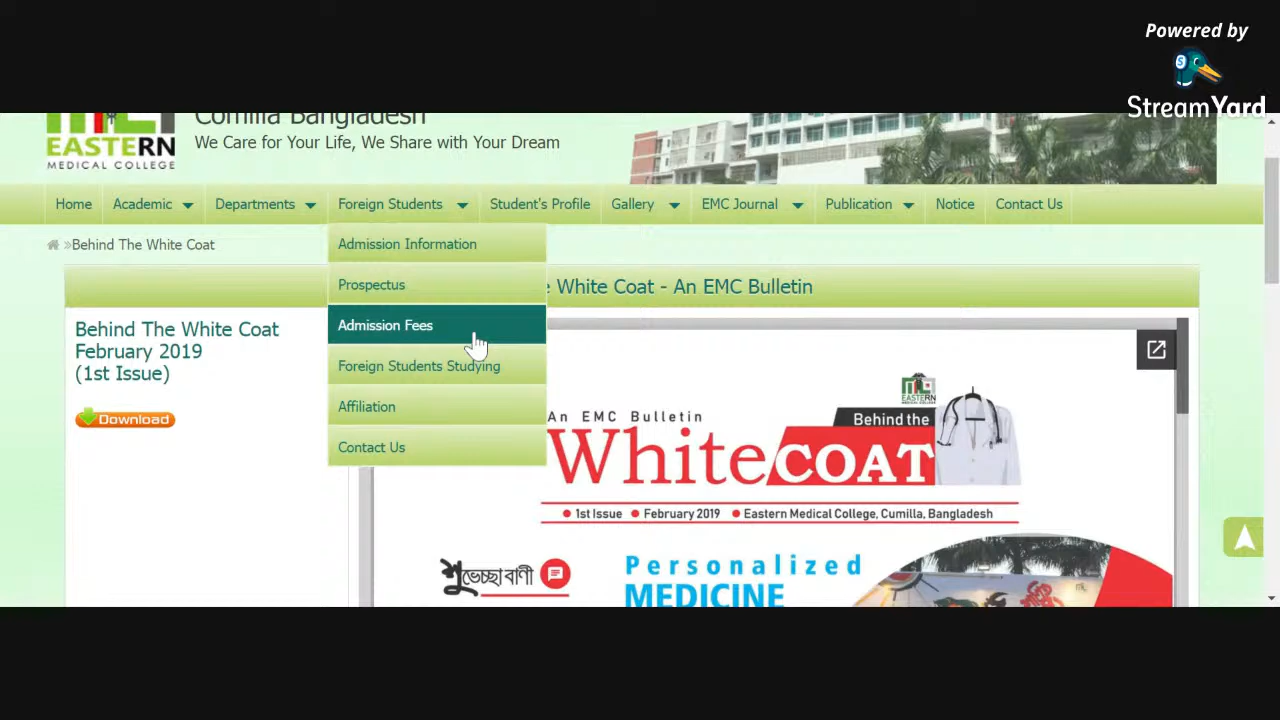 Powered by
StreamYard
Comilla Bangladesh
EASTERN
MEDICAL COLLEGE
We Care for Your Life, We Share with Your Dream
Home Academic Departments Foreign Students Student's Profile Gallery EMC Journal Publication Notice Contact Us
»Behind The White Coat
Admission Information
Prospectus
Admission Fees
Foreign Students Studying
Affiliation
Contact Us
White Coat - An EMC Bulletin
Behind The White Coat
February 2019
(1st Issue)
Download
An EMC Bulletin
EASTERN
MEDICAL COLLEGE
Behind the
White COAT
1st Issue ● February 2019 ● Eastern Medical College, Cumilla, Bangladesh
শুভেচ্ছা বাণী
Personalized
MEDICINE